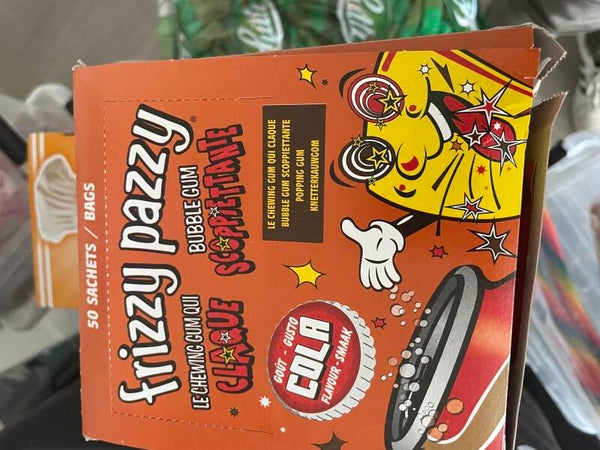 50 SACHETS / BAGS
frizzy pazzy®
LE CHEWING GUM QUI
CLAQUE
BUBBLE GUM
SCOPPIETTANTE
LE CHEWING GUM QUI CLAQUE
BUBBLE GUM SCOPPIETTANTE
POPPING GUM
KNETTERKAUWGOM
GOÛT - GUSTO
COLA
FLAVOUR - SMAAK